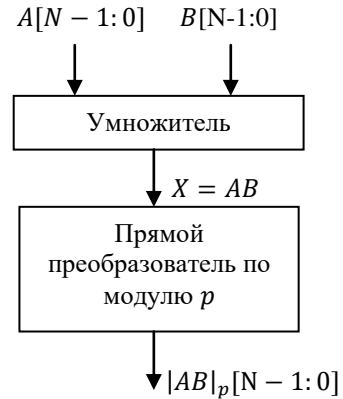 A[N − 1:0] B[N-1:0]
Умножитель
X = AB
Прямой
преобразователь по
модулю p
|AB|ₚ[N − 1:0]